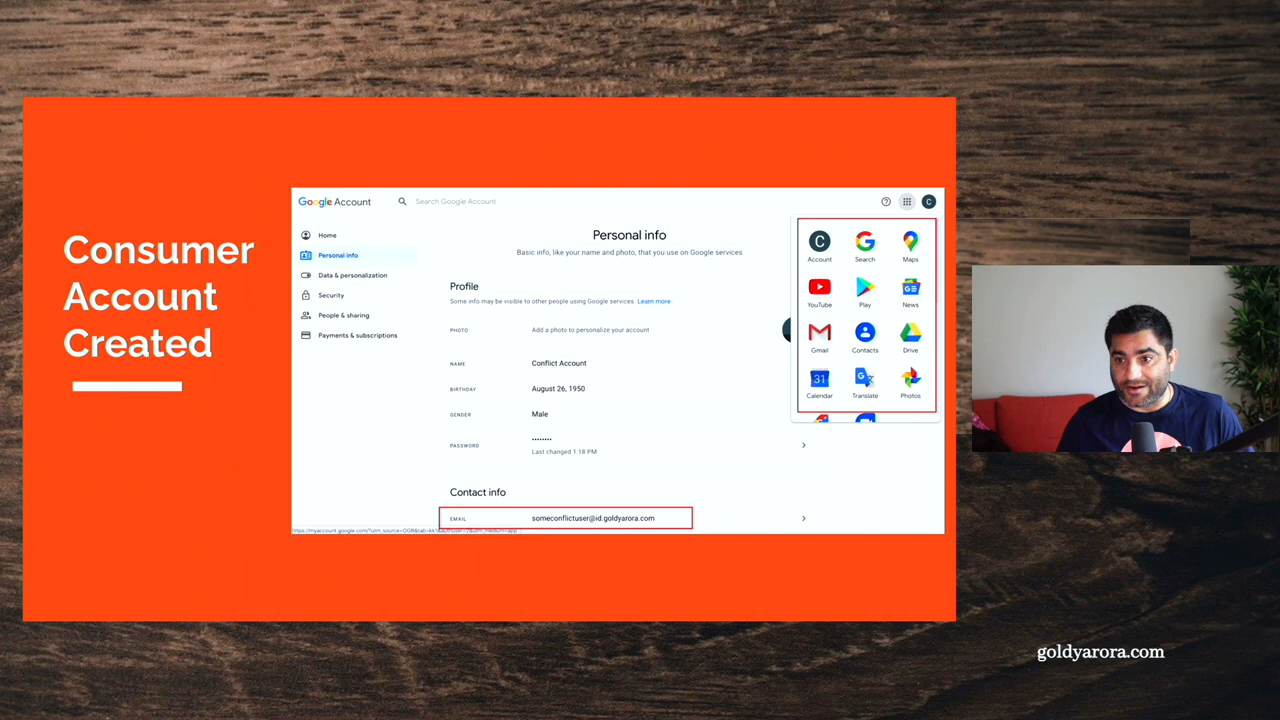 Consumer
Account
Created
Google Account
Search Google Account
C
Home
Personal info
Data & personalization
Security
People & sharing
Payments & subscriptions
Personal info
Basic info, like your name and photo, that you use on Google services
Profile
Some info may be visible to other people using Google services. Learn more
PHOTO Add a photo to personalize your account
NAME Conflict Account
BIRTHDAY August 26, 1950
GENDER Male
PASSWORD ••••••••
Last changed 1:18 PM
Contact info
EMAIL someconflictuser@id.goldyarora.com
C
Account Search Maps
YouTube Play News
Gmail Contacts Drive
31
Calendar Translate Photos
goldyarora.com